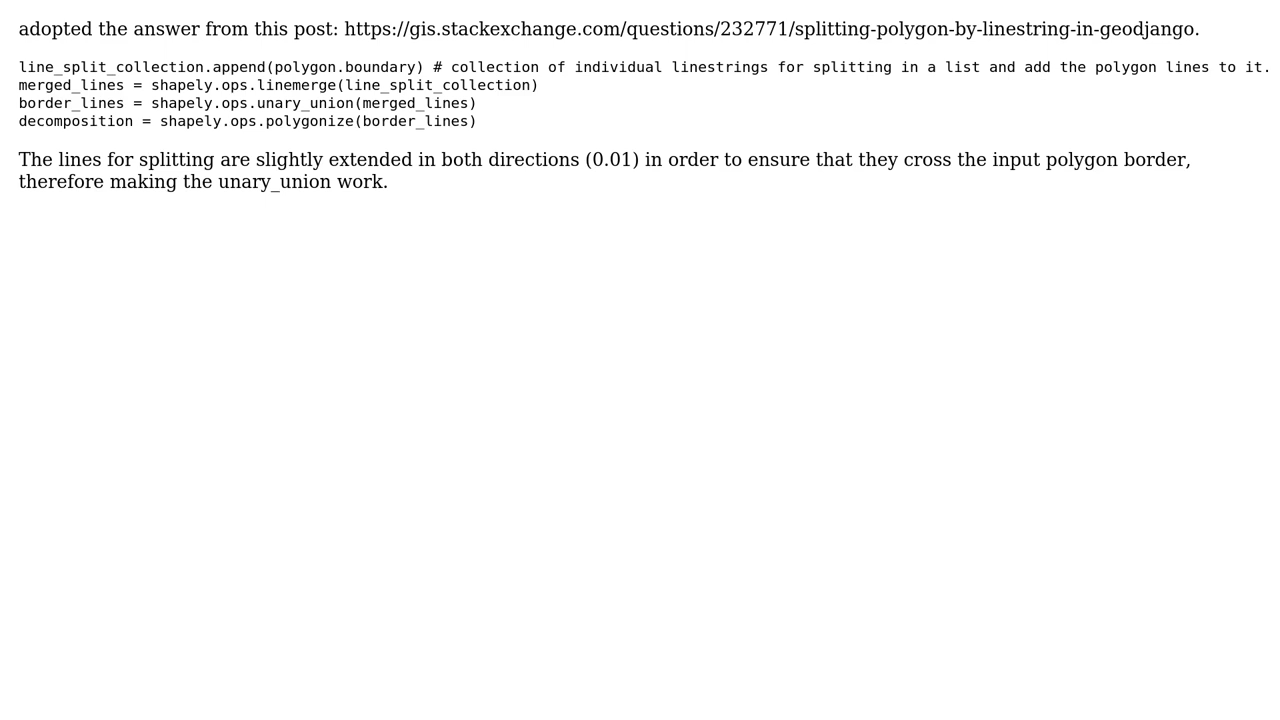 adopted the answer from this post: https://gis.stackexchange.com/questions/232771/splitting-polygon-by-linestring-in-geodjango.
line_split_collection.append(polygon.boundary) # collection of individual linestrings for splitting in a list and add the polygon lines to it.
merged_lines = shapely.ops.linemerge(line_split_collection)
border_lines = shapely.ops.unary_union(merged_lines)
decomposition = shapely.ops.polygonize(border_lines)
The lines for splitting are slightly extended in both directions (0.01) in order to ensure that they cross the input polygon border,
therefore making the unary_union work.